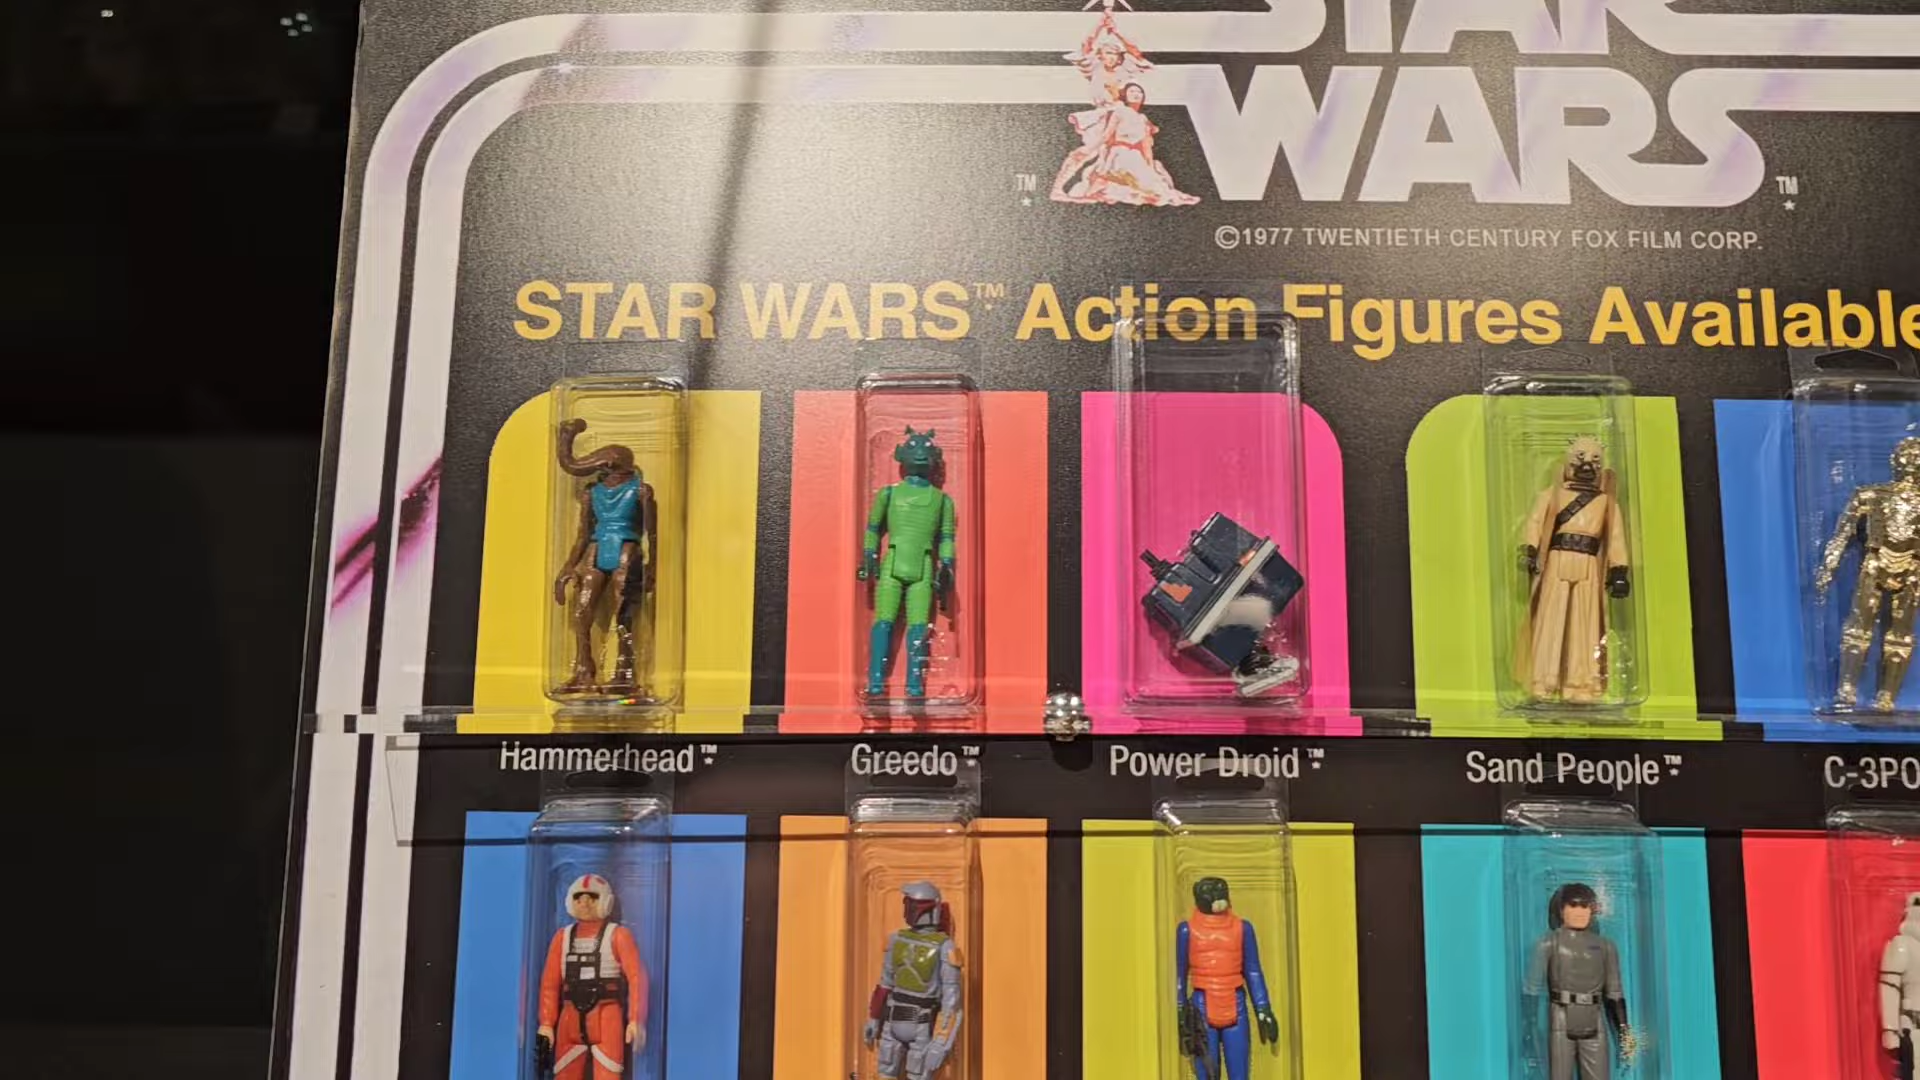 STAR
WARS
TM
TM
©1977 TWENTIETH CENTURY FOX FILM CORP.
STAR WARS™ Action Figures Available
Hammerhead™
Greedo™
Power Droid™
Sand People™
C-3PO